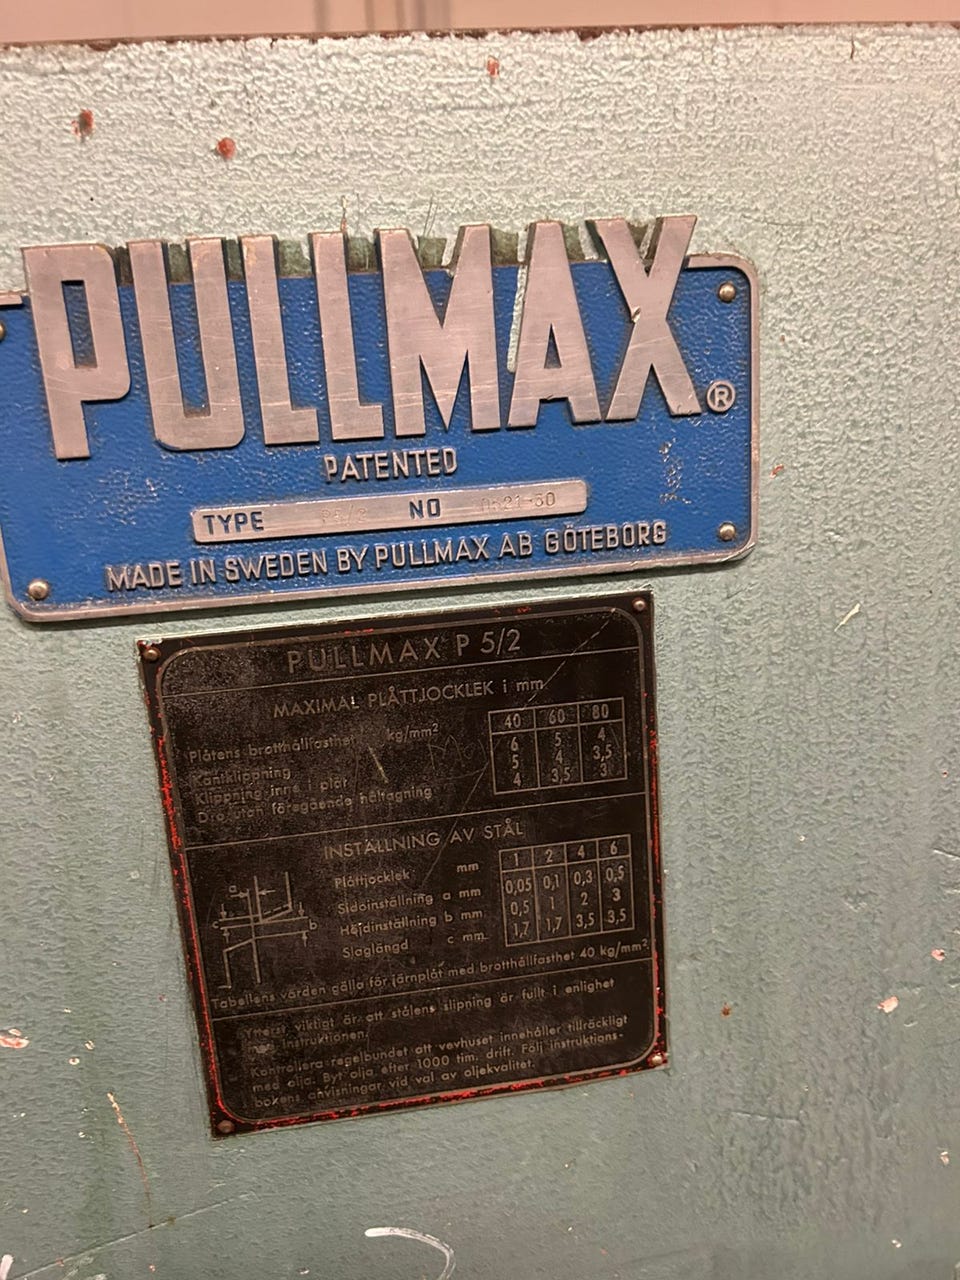 PULLMAX ®
PATENTED
TYPE P5/2 NO
MADE IN SWEDEN BY PULLMAX AB GÖTEBORG
PULLMAX P 5/2
MAXIMAL PLÅTTJOCKLEK i mm
Plåtens brotthållfasthet kg/mm² 40 60 80
Kantklippning 6 5 4
Klippning inne i plåt 5 4 3,5
D:o utan föregående håltagning 4 3,5 3
INSTÄLLNING AV STÅL
Plåttjocklek mm 1 2 4 6
Sidoinställning a mm 0,05 0,1 0,3 0,5
Höjdinställning b mm 0,5 1 2 3
Slaglängd c mm 1,7 1,7 3,5 3,5
a
c b
Tabellens värden gälla för järnplåt med brotthållfasthet 40 kg/mm².
Ytterst viktigt är att stålens slipning är fullt i enlighet
med instruktionen.
Kontrollera regelbundet att vevhuset innehåller tillräckligt
med olja. Byt olja efter 1000 tim. drift. Följ instruktions-
bokens anvisningar vid val av oljekvalitet.